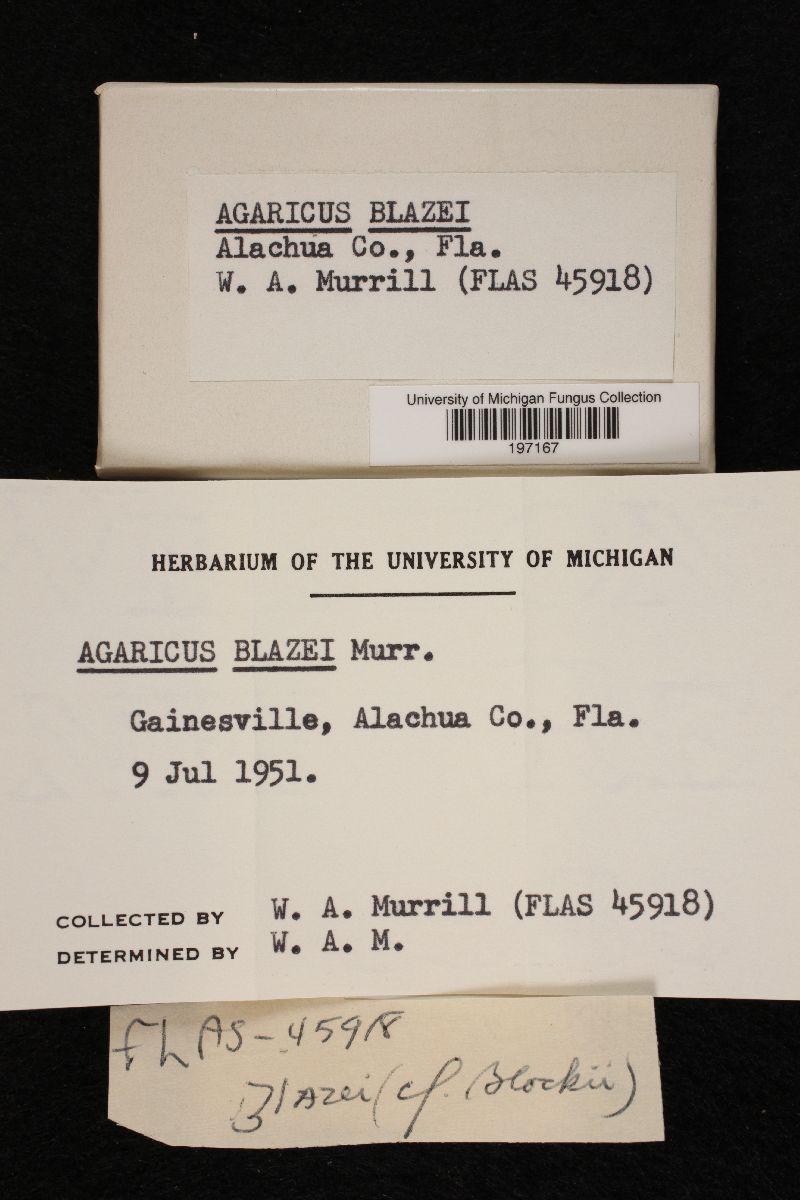 AGARICUS BLAZEI
Alachua Co., Fla.
W. A. Murrill (FLAS 45918)
University of Michigan Fungus Collection
197167
HERBARIUM OF THE UNIVERSITY OF MICHIGAN
AGARICUS BLAZEI Murr.
Gainesville, Alachua Co., Fla.
9 Jul 1951.
COLLECTED BY W. A. Murrill (FLAS 45918)
DETERMINED BY W. A. M.
FLAS-45918
Blazei (cf. Blockii)